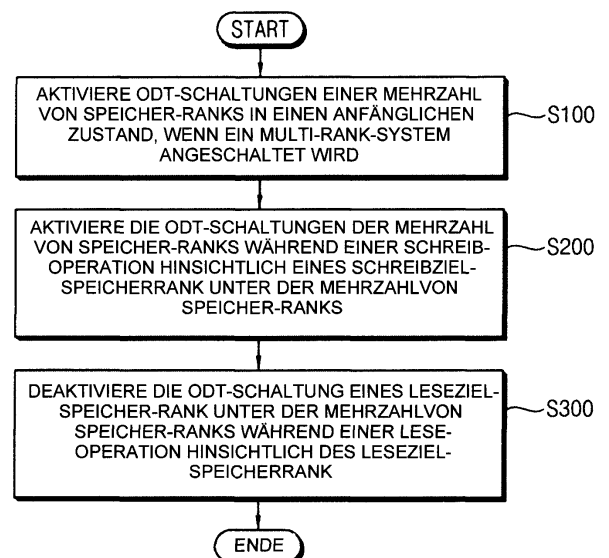 START
AKTIVIERE ODT-SCHALTUNGEN EINER MEHRZAHL
VON SPEICHER-RANKS IN EINEN ANFÄNGLICHEN
ZUSTAND, WENN EIN MULTI-RANK-SYSTEM
ANGESCHALTET WIRD
S100
AKTIVIERE DIE ODT-SCHALTUNGEN DER MEHRZAHL
VON SPEICHER-RANKS WÄHREND EINER SCHREIB-
OPERATION HINSICHTLICH EINES SCHREIBZIEL-
SPEICHERRANK UNTER DER MEHRZAHLVON
SPEICHER-RANKS
S200
DEAKTIVIERE DIE ODT-SCHALTUNG EINES LESEZIEL-
SPEICHER-RANK UNTER DER MEHRZAHLVON
SPEICHER-RANKS WÄHREND EINER LESE-
OPERATION HINSICHTLICH DES LESEZIEL-
SPEICHERRANK
S300
ENDE